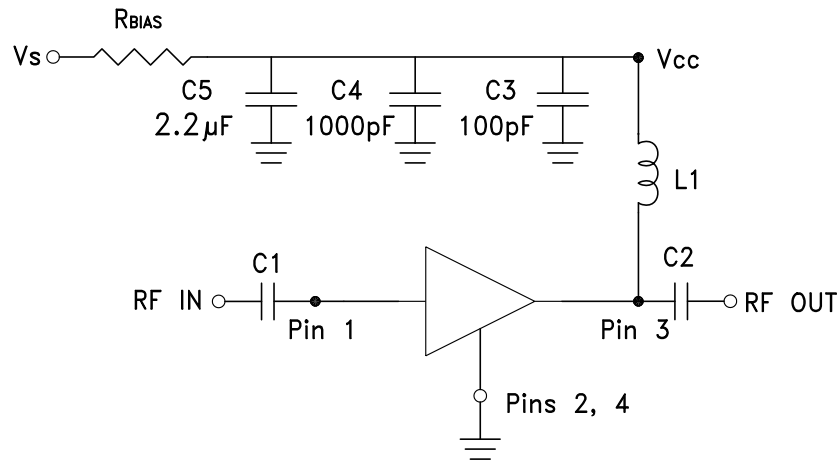 RBIAS
Vs
Vcc
C5
C4
C3
2.2µF
1000pF
100pF
L1
C1
C2
RF IN
RF OUT
Pin 1
Pin 3
Pins 2, 4